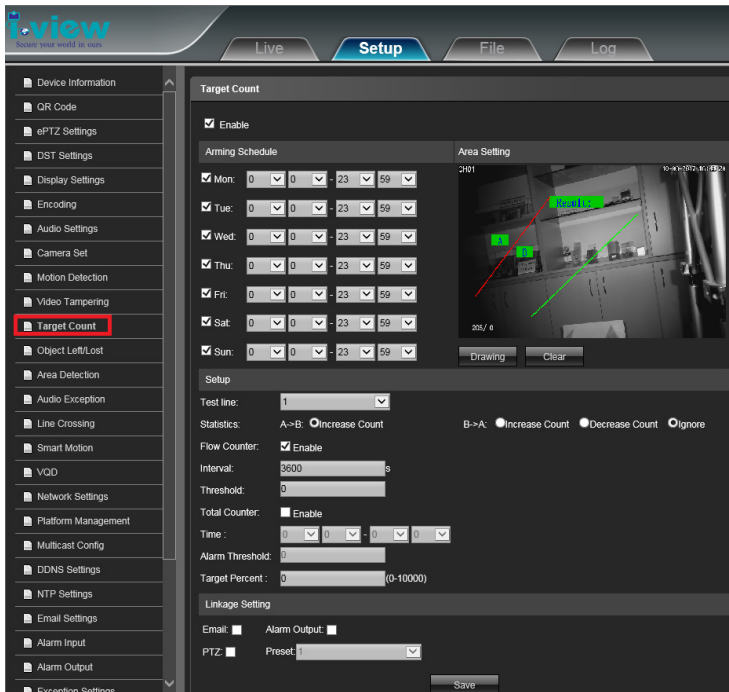 i-view
Secure your world in ours
Live Setup File Log
Device Information
QR Code
ePTZ Settings
DST Settings
Display Settings
Encoding
Audio Settings
Camera Set
Motion Detection
Video Tampering
Target Count
Object Left/Lost
Area Detection
Audio Exception
Line Crossing
Smart Motion
VQD
Network Settings
Platform Management
Multicast Config
DDNS Settings
NTP Settings
Email Settings
Alarm Input
Alarm Output
Exception Settings
Target Count
Enable
Arming Schedule
Mon: 0 0 - 23 59
Tue: 0 0 - 23 59
Wed: 0 0 - 23 59
Thu: 0 0 - 23 59
Fri: 0 0 - 23 59
Sat: 0 0 - 23 59
Sun: 0 0 - 23 59
Area Setting
CH01
Result:
A
B
205/ 0
Drawing Clear
Setup
Test line: 1
Statistics: A->B: Increase Count B->A: Increase Count Decrease Count Ignore
Flow Counter: Enable
Interval: 3600 s
Threshold: 0
Total Counter: Enable
Time : 0 0 - 0 0
Alarm Threshold: 0
Target Percent : 0 (0-10000)
Linkage Setting
Email: Alarm Output:
PTZ: Preset: 1
Save